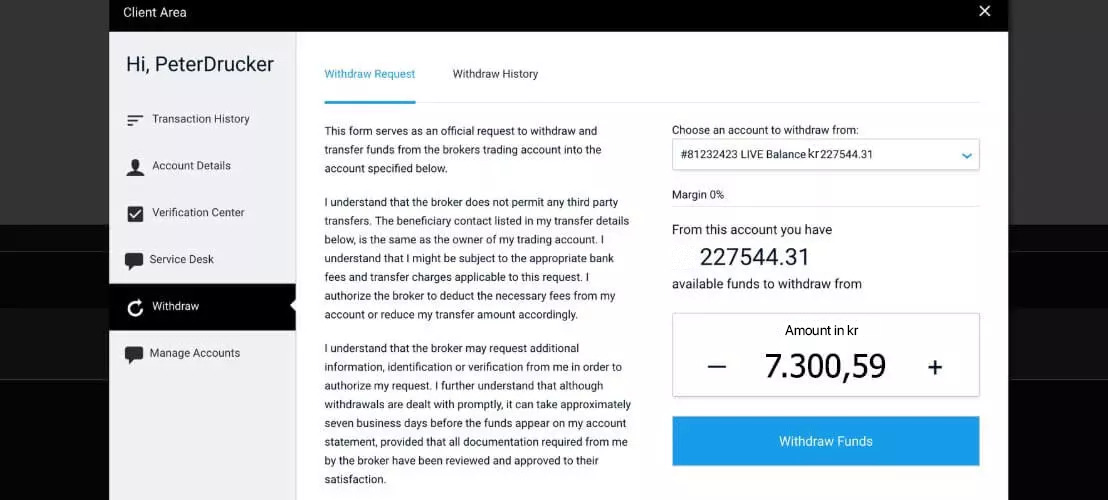 Client Area
Hi, PeterDrucker
Transaction History
Account Details
Verification Center
Service Desk
Withdraw
Manage Accounts
Withdraw Request
Withdraw History
This form serves as an official request to withdraw and
transfer funds from the brokers trading account into the
account specified below.
I understand that the broker does not permit any third party
transfers. The beneficiary contact listed in my transfer details
below, is the same as the owner of my trading account. I
understand that I might be subject to the appropriate bank
fees and transfer charges applicable to this request. I
authorize the broker to deduct the necessary fees from my
account or reduce my transfer amount accordingly.
I understand that the broker may request additional
information, identification or verification from me in order to
authorize my request. I further understand that although
withdrawals are dealt with promptly, it can take approximately
seven business days before the funds appear on my account
statement, provided that all documentation required from me
by the broker have been reviewed and approved to their
satisfaction.
Choose an account to withdraw from:
#81232423 LIVE Balance kr227544.31
Margin 0%
From this account you have
227544.31
available funds to withdraw from
Amount in kr
— 7.300,59 +
Withdraw Funds